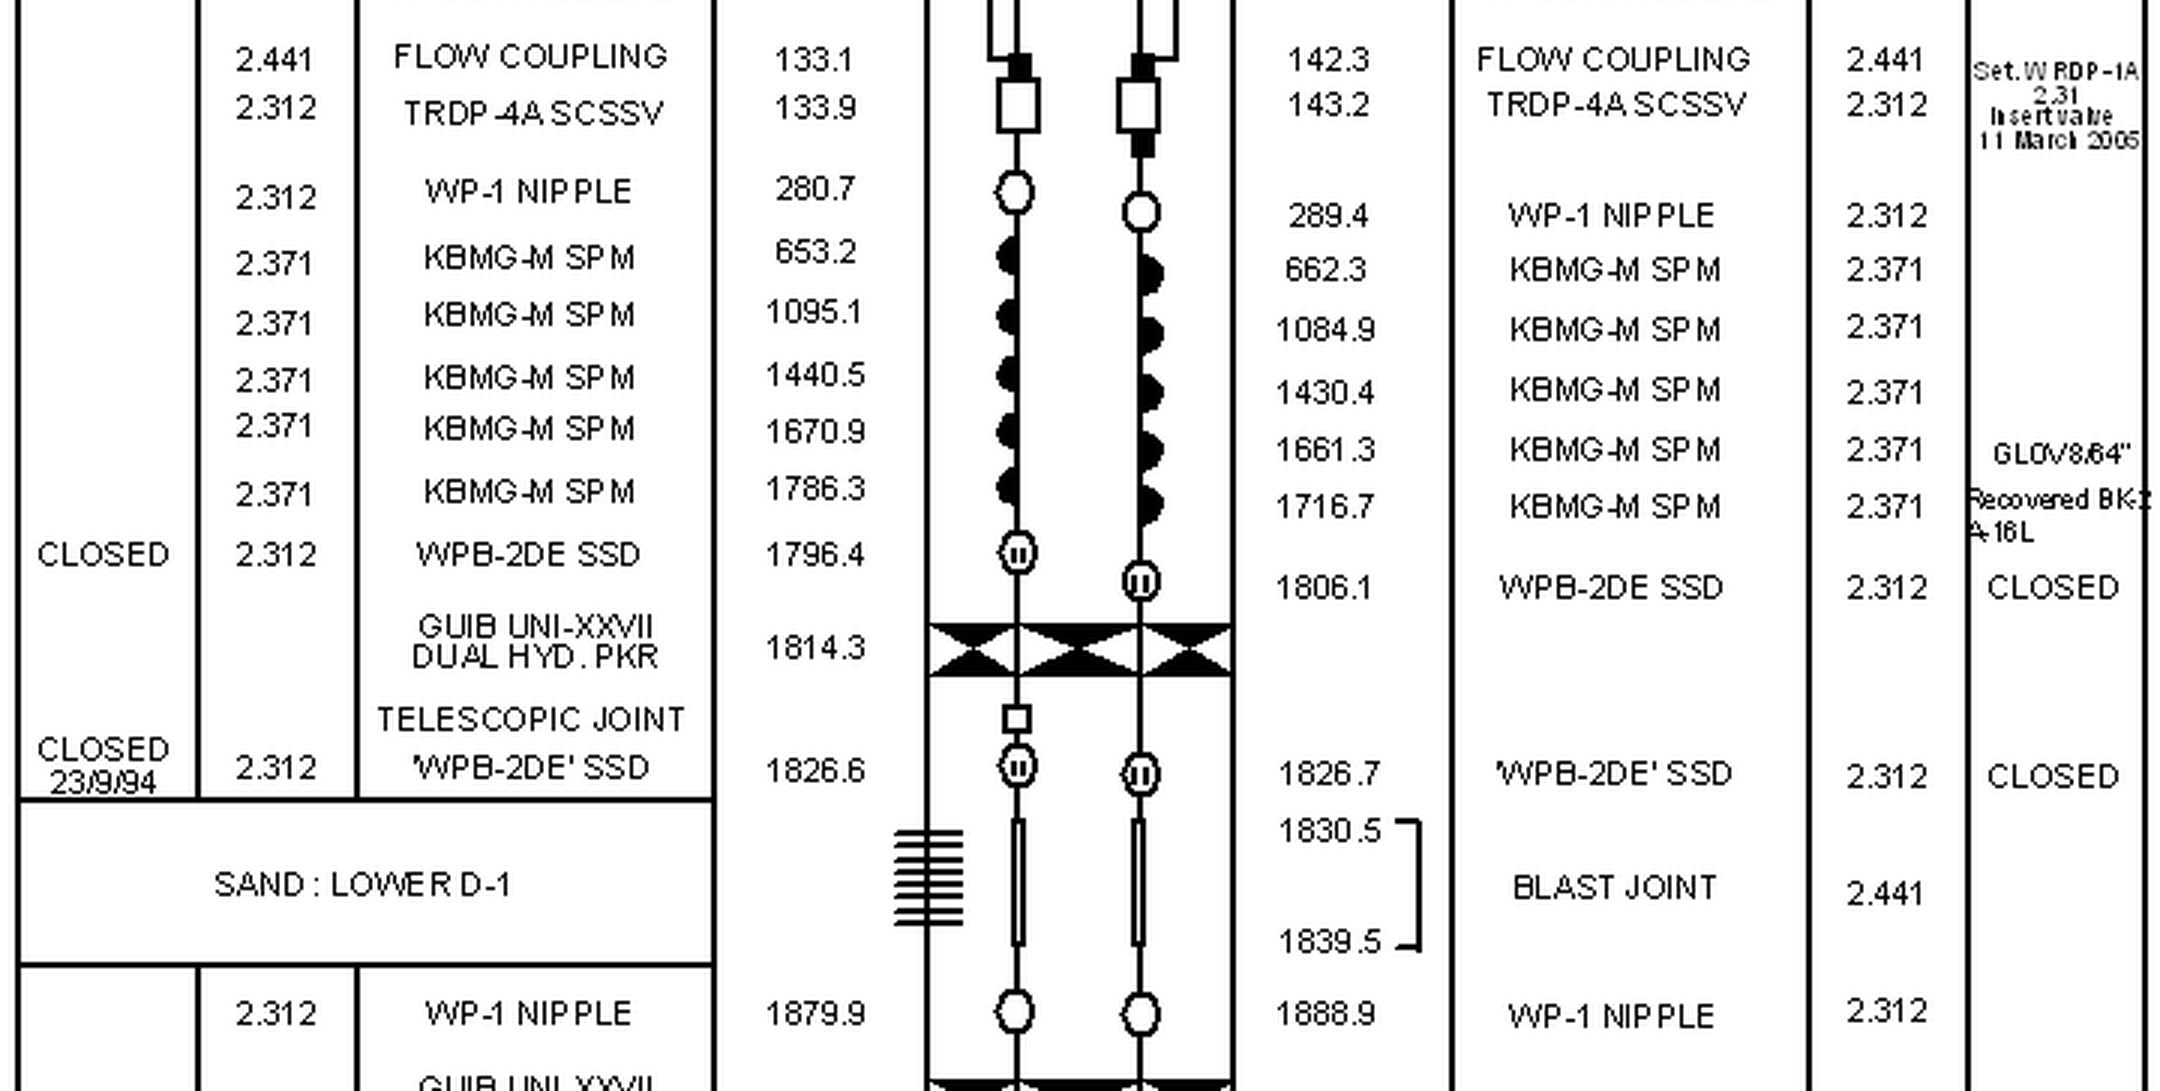 2.441 FLOW COUPLING 133.1 142.3 FLOW COUPLING 2.441
Set.W RDP-1A
2.312 TRDP-4A SCSSV 133.9 143.2 TRDP-4A SCSSV 2.312
2.31
Insert valve
11 March 2005
2.312 WP-1 NIPPLE 280.7
289.4 WP-1 NIPPLE 2.312
2.371 KBMG-M SPM 653.2 662.3 KBMG-M SPM 2.371
2.371 KBMG-M SPM 1095.1 1084.9 KBMG-M SPM 2.371
2.371 KBMG-M SPM 1440.5 1430.4 KBMG-M SPM 2.371
2.371 KBMG-M SPM 1670.9 1661.3 KBMG-M SPM 2.371 GLOV8/64"
2.371 KBMG-M SPM 1786.3 1716.7 KBMG-M SPM 2.371 Recovered BK-2
A-16L
CLOSED 2.312 WPB-2DE SSD 1796.4
1806.1 WPB-2DE SSD 2.312 CLOSED
GUIB UNI-XXVII
DUAL HYD. PKR 1814.3
TELESCOPIC JOINT
CLOSED
23/9/94 2.312 'WPB-2DE' SSD 1826.6 1826.7 'WPB-2DE' SSD 2.312 CLOSED
1830.5
SAND : LOWER D-1 BLAST JOINT 2.441
1839.5
2.312 WP-1 NIPPLE 1879.9 1888.9 WP-1 NIPPLE 2.312
GUIB UNI-XXVII